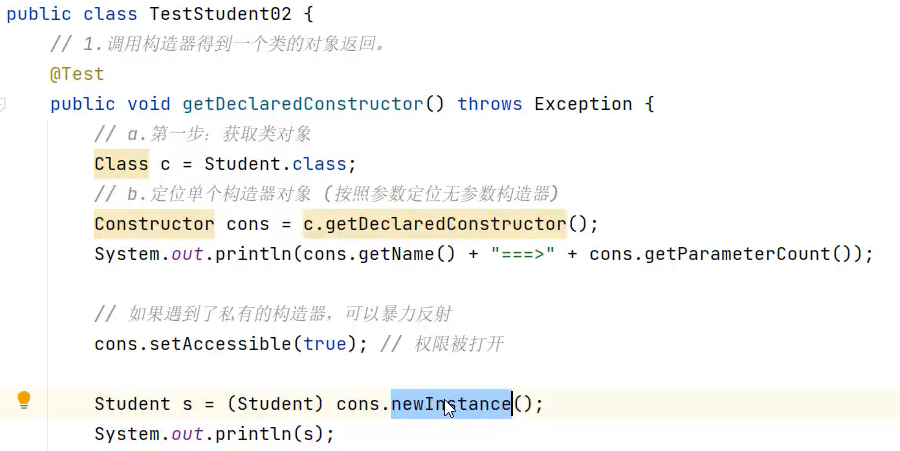 public class TestStudent02 {
// 1.调用构造器得到一个类的对象返回。
@Test
public void getDeclaredConstructor() throws Exception {
// a.第一步：获取类对象
Class c = Student.class;
// b.定位单个构造器对象 (按照参数定位无参数构造器)
Constructor cons = c.getDeclaredConstructor();
System.out.println(cons.getName() + "===>" + cons.getParameterCount());
// 如果遇到了私有的构造器，可以暴力反射
cons.setAccessible(true); // 权限被打开
Student s = (Student) cons.newInstance();
System.out.println(s);